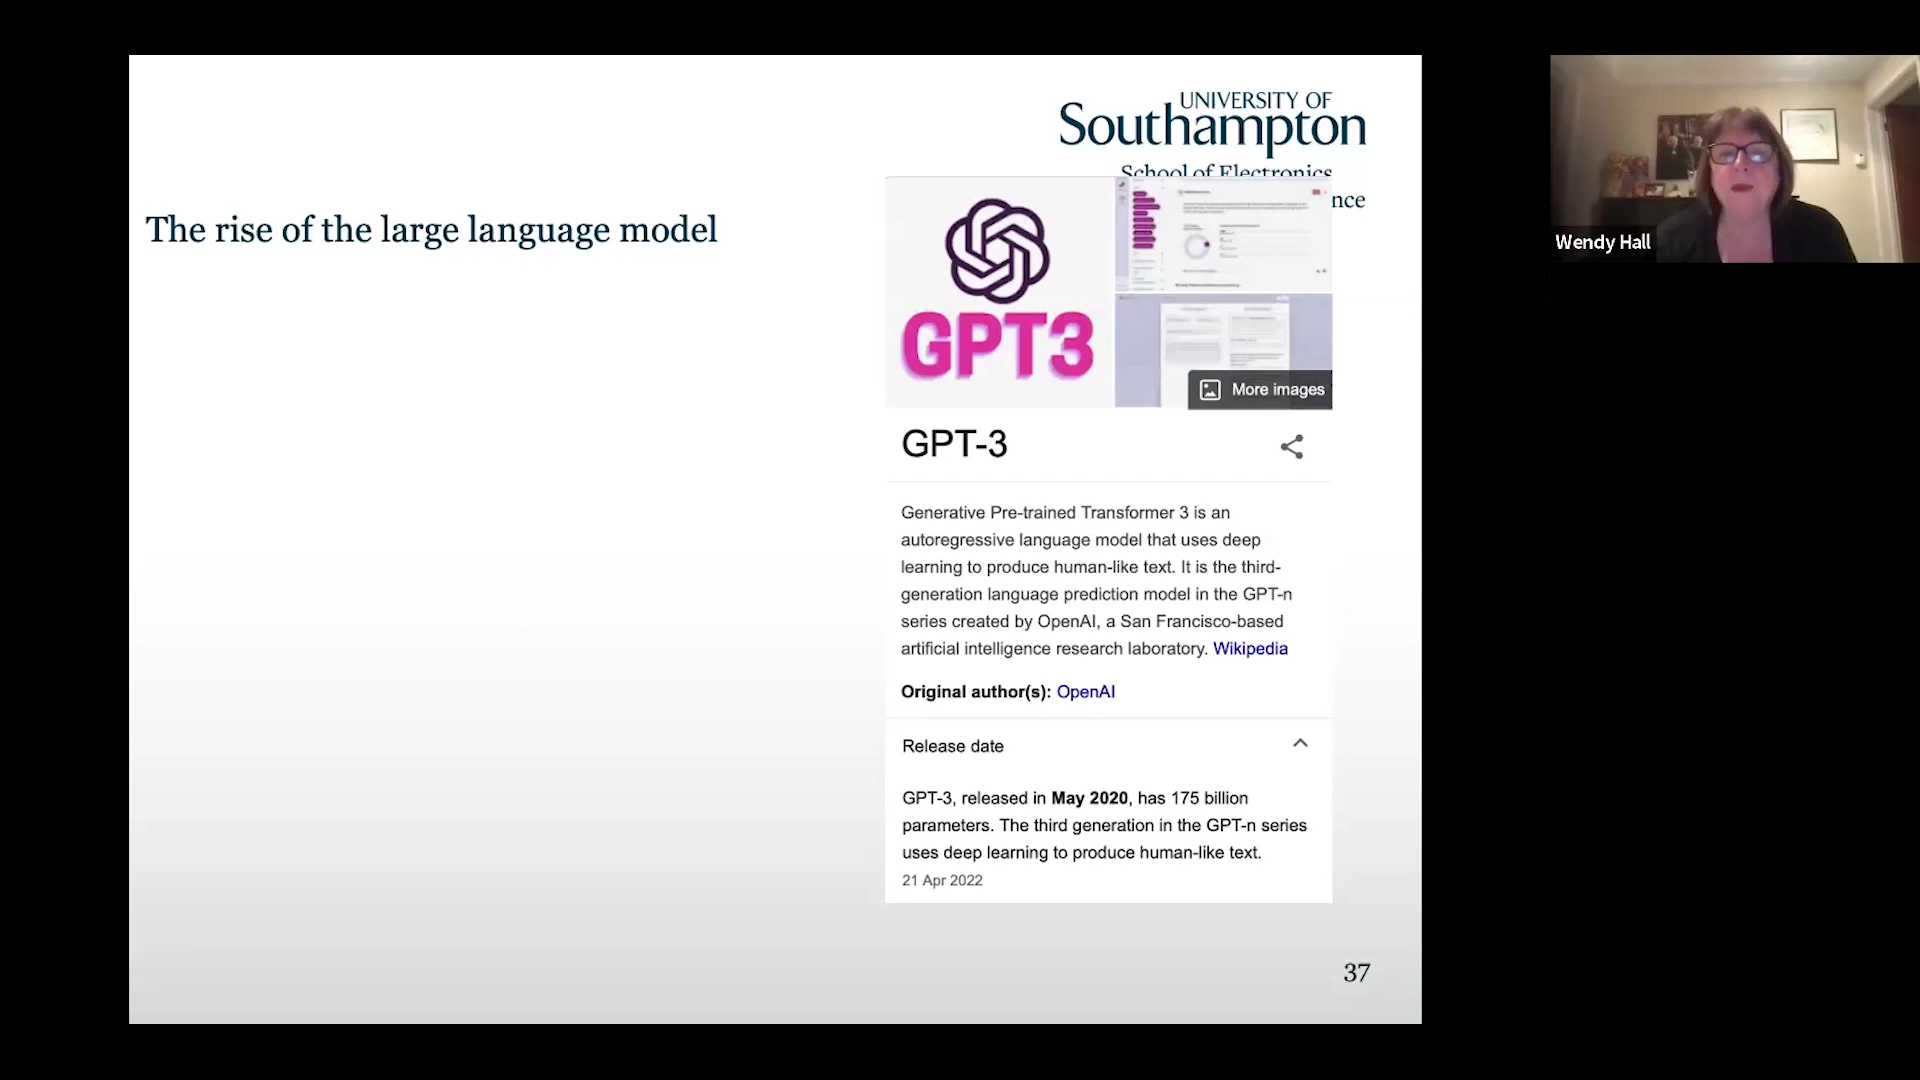 UNIVERSITY OF
Southampton
School of Electronics
nce
The rise of the large language model
GPT3
More images
GPT-3
Generative Pre-trained Transformer 3 is an
autoregressive language model that uses deep
learning to produce human-like text. It is the third-
generation language prediction model in the GPT-n
series created by OpenAI, a San Francisco-based
artificial intelligence research laboratory. Wikipedia
Original author(s): OpenAI
Release date
GPT-3, released in May 2020, has 175 billion
parameters. The third generation in the GPT-n series
uses deep learning to produce human-like text.
21 Apr 2022
37
Wendy Hall